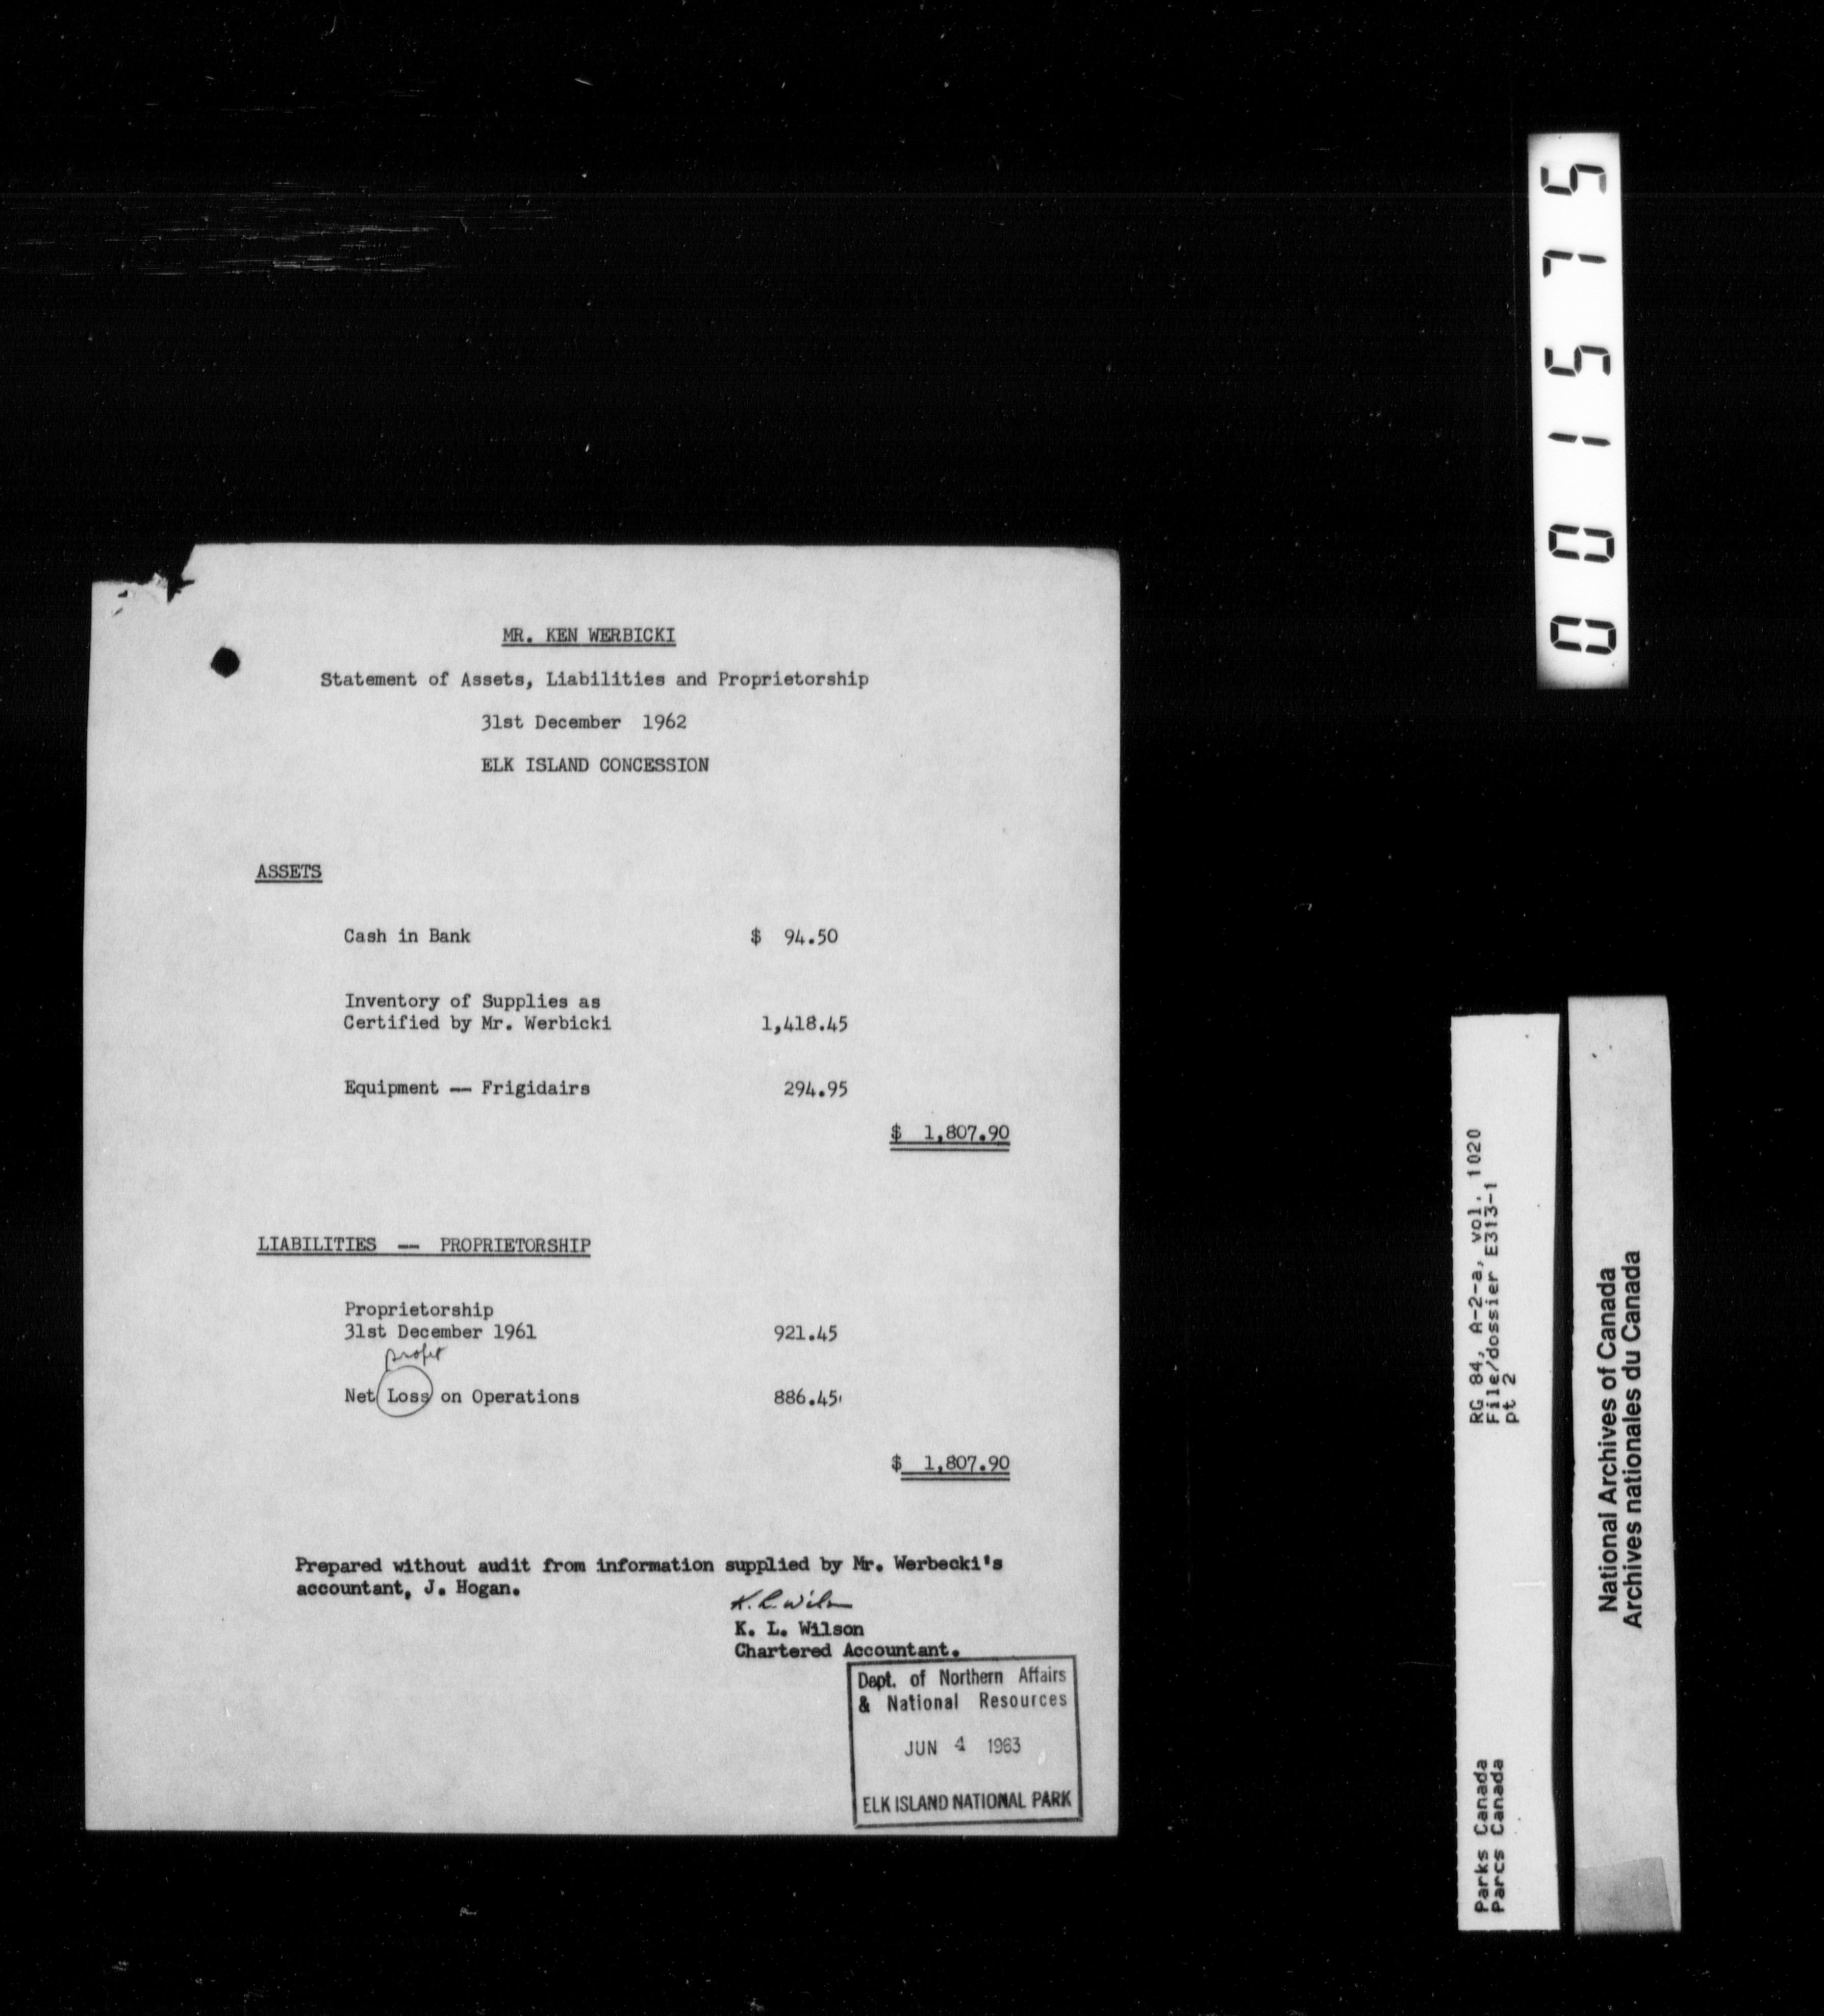 MR. KEN WERBICKI
Statement of Assets, Liabilities and Proprietorship
31st December 1962
ELK ISLAND CONCESSION
ASSETS
Cash in Bank $ 94.50
Inventory of Supplies as
Certified by Mr. Werbicki 1,418.45
Equipment -- Frigidairs 294.95
$ 1,807.90
LIABILITIES -- PROPRIETORSHIP
Proprietorship
31st December 1961 921.45
profit
Net Loss on Operations 886.45
$ 1,807.90
Prepared without audit from information supplied by Mr. Werbecki's
accountant, J. Hogan.
K. L. Wilson
K. L. Wilson
Chartered Accountant.
Dept. of Northern Affairs
& National Resources
JUN 4 1963
ELK ISLAND NATIONAL PARK
001515
RG 84, A-2-a, vol. 1020
File/dossier E313-1
pt 2
Parks Canada
Parcs Canada
National Archives of Canada
Archives nationales du Canada